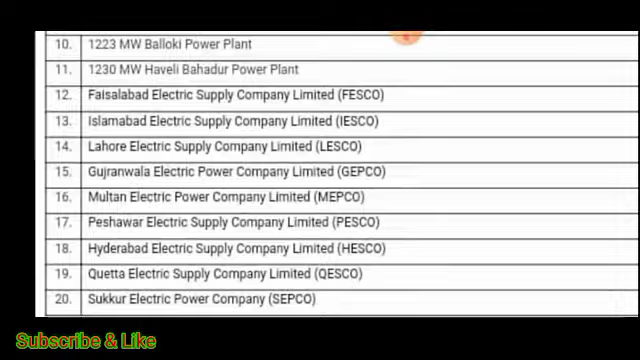 10. 1223 MW Balloki Power Plant
11. 1230 MW Haveli Bahadur Power Plant
12. Faisalabad Electric Supply Company Limited (FESCO)
13. Islamabad Electric Supply Company Limited (IESCO)
14. Lahore Electric Supply Company Limited (LESCO)
15. Gujranwala Electric Power Company Limited (GEPCO)
16. Multan Electric Power Company Limited (MEPCO)
17. Peshawar Electric Supply Company Limited (PESCO)
18. Hyderabad Electric Supply Company Limited (HESCO)
19. Quetta Electric Supply Company Limited (QESCO)
20. Sukkur Electric Power Company (SEPCO)
Subscribe & Like